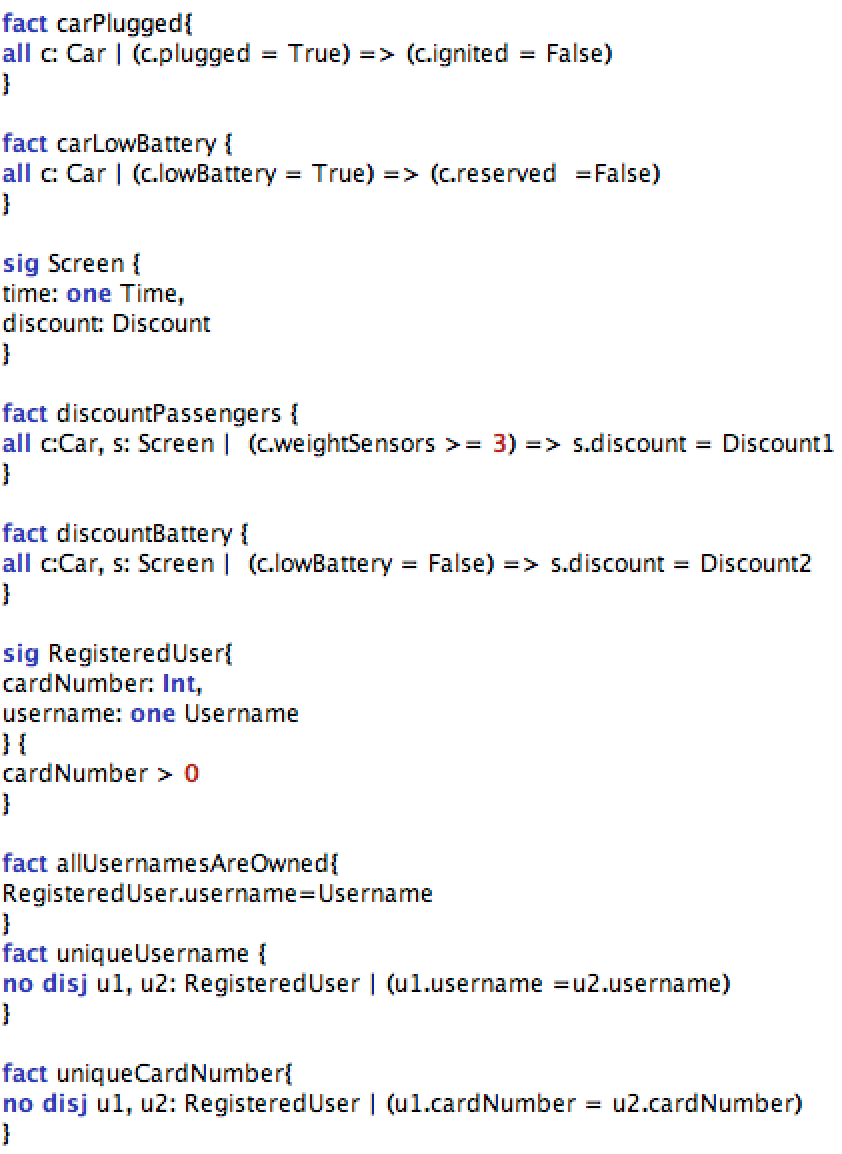 fact carPlugged{
all c: Car | (c.plugged = True) => (c.ignited = False)
}
fact carLowBattery {
all c: Car | (c.lowBattery = True) => (c.reserved  =False)
}
sig Screen {
time: one Time,
discount: Discount
}
fact discountPassengers {
all c:Car, s: Screen |  (c.weightSensors >= 3) => s.discount = Discount1
}
fact discountBattery {
all c:Car, s: Screen |  (c.lowBattery = False) => s.discount = Discount2
}
sig RegisteredUser{
cardNumber: Int,
username: one Username
} {
cardNumber > 0
}
fact allUsernamesAreOwned{
RegisteredUser.username=Username
}
fact uniqueUsername {
no disj u1, u2: RegisteredUser | (u1.username =u2.username)
}
fact uniqueCardNumber{
no disj u1, u2: RegisteredUser | (u1.cardNumber = u2.cardNumber)
}